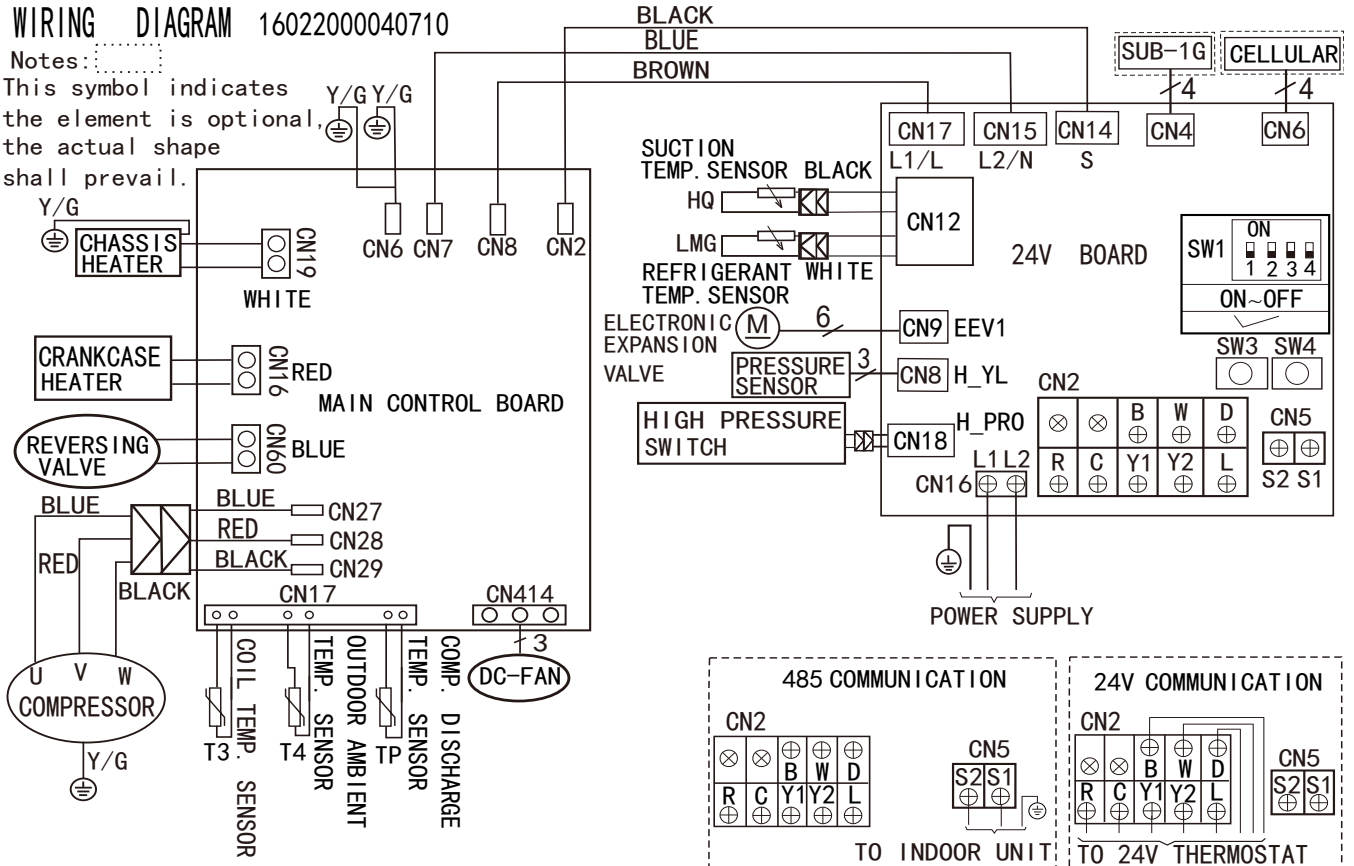 WIRING DIAGRAM 16022000040710
Notes:
This symbol indicates
the element is optional,
the actual shape
shall prevail.
Y/G Y/G
Y/G
BLACK
BLUE
BROWN
CN6 CN7 CN8 CN2
CHASSIS
HEATER
CN19
WHITE
CRANKCASE
HEATER
CN16
RED
MAIN CONTROL BOARD
REVERSING
VALVE
CN60
BLUE
BLUE
BLUE
CN27
RED
CN28
RED
BLACK
CN29
BLACK
CN17
CN414
3
DC-FAN
U V W
COMPRESSOR
Y/G
T3
COIL TEMP. SENSOR
T4
OUTDOOR AMBIENT
TEMP. SENSOR
TP
COMP. DISCHARGE
TEMP. SENSOR
SUB-1G
CELLULAR
4
4
CN17
CN15
CN14
CN4
CN6
L1/L
L2/N
S
SUCTION
TEMP. SENSOR BLACK
HQ
LMG
CN12
REFRIGERANT WHITE
TEMP. SENSOR
24V BOARD
SW1
ON
1 2 3 4
ON~OFF
SW3 SW4
ELECTRONIC
EXPANSION
VALVE
M
6
CN9 EEV1
PRESSURE
SENSOR
3
CN8 H_YL
HIGH PRESSURE
SWITCH
CN18
H_PRO
CN16
L1 L2
CN2
B W D
R C Y1 Y2 L
CN5
S2 S1
POWER SUPPLY
485 COMMUNICATION
CN2
B W D
R C Y1 Y2 L
CN5
S2 S1
TO INDOOR UNIT
24V COMMUNICATION
CN2
B W D
R C Y1 Y2 L
CN5
S2 S1
TO 24V THERMOSTAT